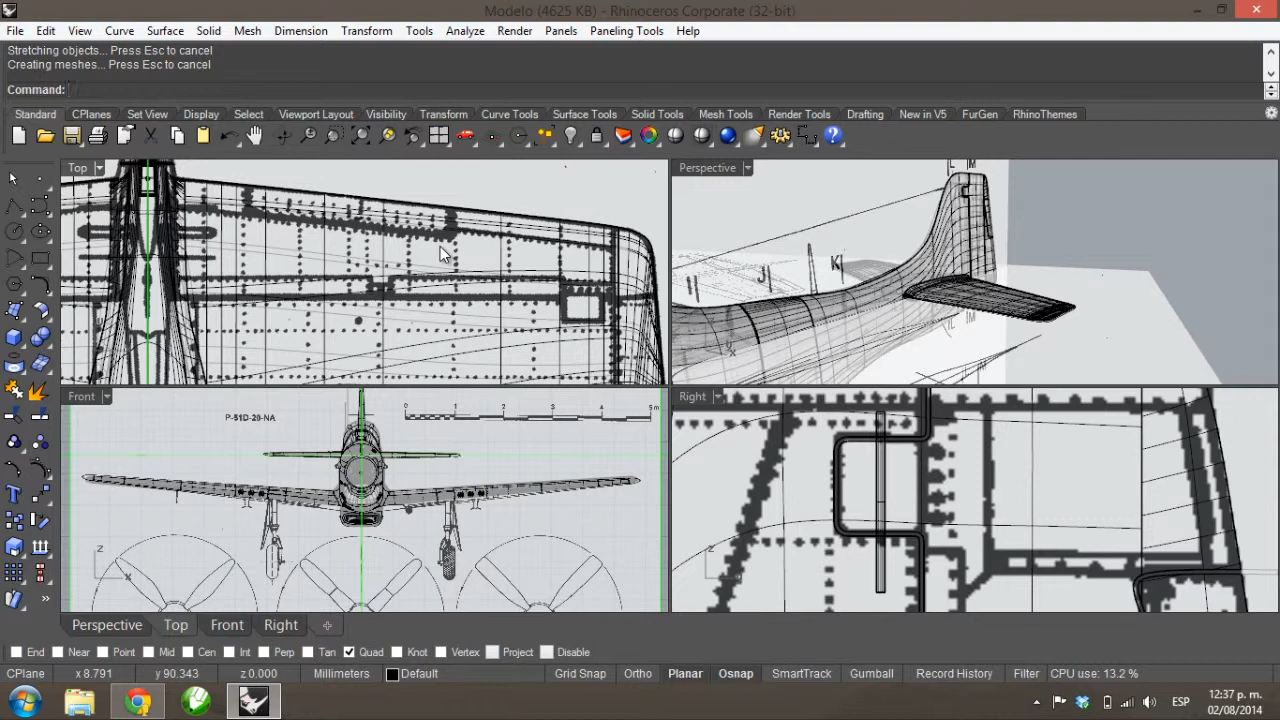 Modelo (4625 KB) - Rhinoceros Corporate (32-bit)
File Edit View Curve Surface Solid Mesh Dimension Transform Tools Analyze Render Panels Paneling Tools Help
Stretching objects... Press Esc to cancel
Creating meshes... Press Esc to cancel
Command:
Standard CPlanes Set View Display Select Viewport Layout Visibility Transform Curve Tools Surface Tools Solid Tools Mesh Tools Render Tools Drafting New in V5 FurGen RhinoThemes
Top
Perspective
L M
K
J
I
L M
Front
P-51D-20-NA
0 1 2 3 4 5 m
z
x
Right
z
Perspective Top Front Right
End Near Point Mid Cen Int Perp Tan Quad Knot Vertex Project Disable
CPlane x 8.791 y 90.343 z 0.000 Millimeters Default Grid Snap Ortho Planar Osnap SmartTrack Gumball Record History Filter CPU use: 13.2 %
ESP
12:37 p. m.
02/08/2014